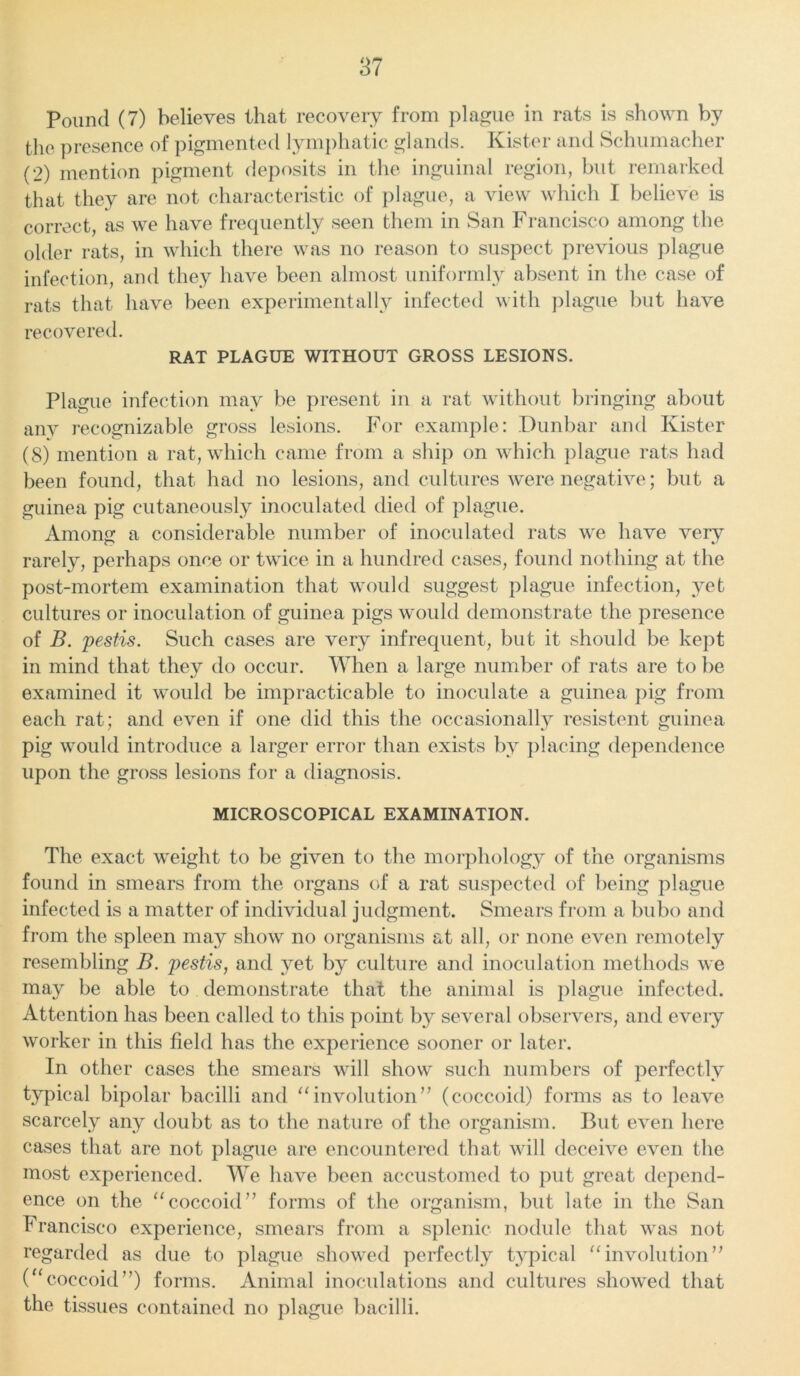 37
Pound (7) believes that recovery from plague in rats is shown by
the presence of pigmented lymphatic glands. Kister and Schumacher
(2) mention pigment deposits in the inguinal region, but remarked
that they are not characteristic of plague, a view which I believe is
correct, as we have frequently seen them in San Francisco among the
older rats, in which there was no reason to suspect previous plague
infection, and they have been almost uniformly absent in the case of
rats that have been experimentally infected with plague but have
recovered.
RAT PLAGUE WITHOUT GROSS LESIONS.
Plague infection may be present in a rat without bringing about
any recognizable gross lesions. For example: Dunbar and Kister
(8) mention a rat, which came from a ship on which plague rats had
been found, that had no lesions, and cultures were negative; but a
guinea pig cutaneously inoculated died of plague.
Among a considerable number of inoculated rats we have very
rarely, perhaps once or twice in a hundred cases, found nothing at the
post-mortem examination that would suggest plague infection, yet
cultures or inoculation of guinea pigs would demonstrate the presence
of B. pestis. Such cases are very infrequent, but it should be kept
in mind that they do occur. When a large number of rats are to be
examined it would be impracticable to inoculate a guinea pig from
each rat; and even if one did this the occasionally resistent guinea
pig would introduce a larger error than exists by placing dependence
upon the gross lesions for a diagnosis.
MICROSCOPICAL EXAMINATION.
The exact weight to be given to the morphology of the organisms
found in smears from the organs of a rat suspected of being plague
infected is a matter of individual judgment. Smears from a bubo and
from the spleen may show no organisms at all, or none even remotely
resembling B. pestis, and yet by culture and inoculation methods we
may be able to demonstrate that the animal is plague infected.
Attention has been called to this point by several observers, and every
worker in this field has the experience sooner or later.
In other cases the smears will show such numbers of perfectly
typical bipolar bacilli and “involution” (coccoid) forms as to leave
scarcely any doubt as to the nature of the organism. But even here
cases that are not plague are encountered that will deceive even the
most experienced. We have been accustomed to put great depend-
ence on the “coccoid” forms of the organism, but late in the San
Francisco experience, smears from a splenic nodule that was not
regarded as due to plague showed perfectly typical “involution”
(“coccoid”) forms. Animal inoculations and cultures showed that
the tissues contained no plague bacilli.